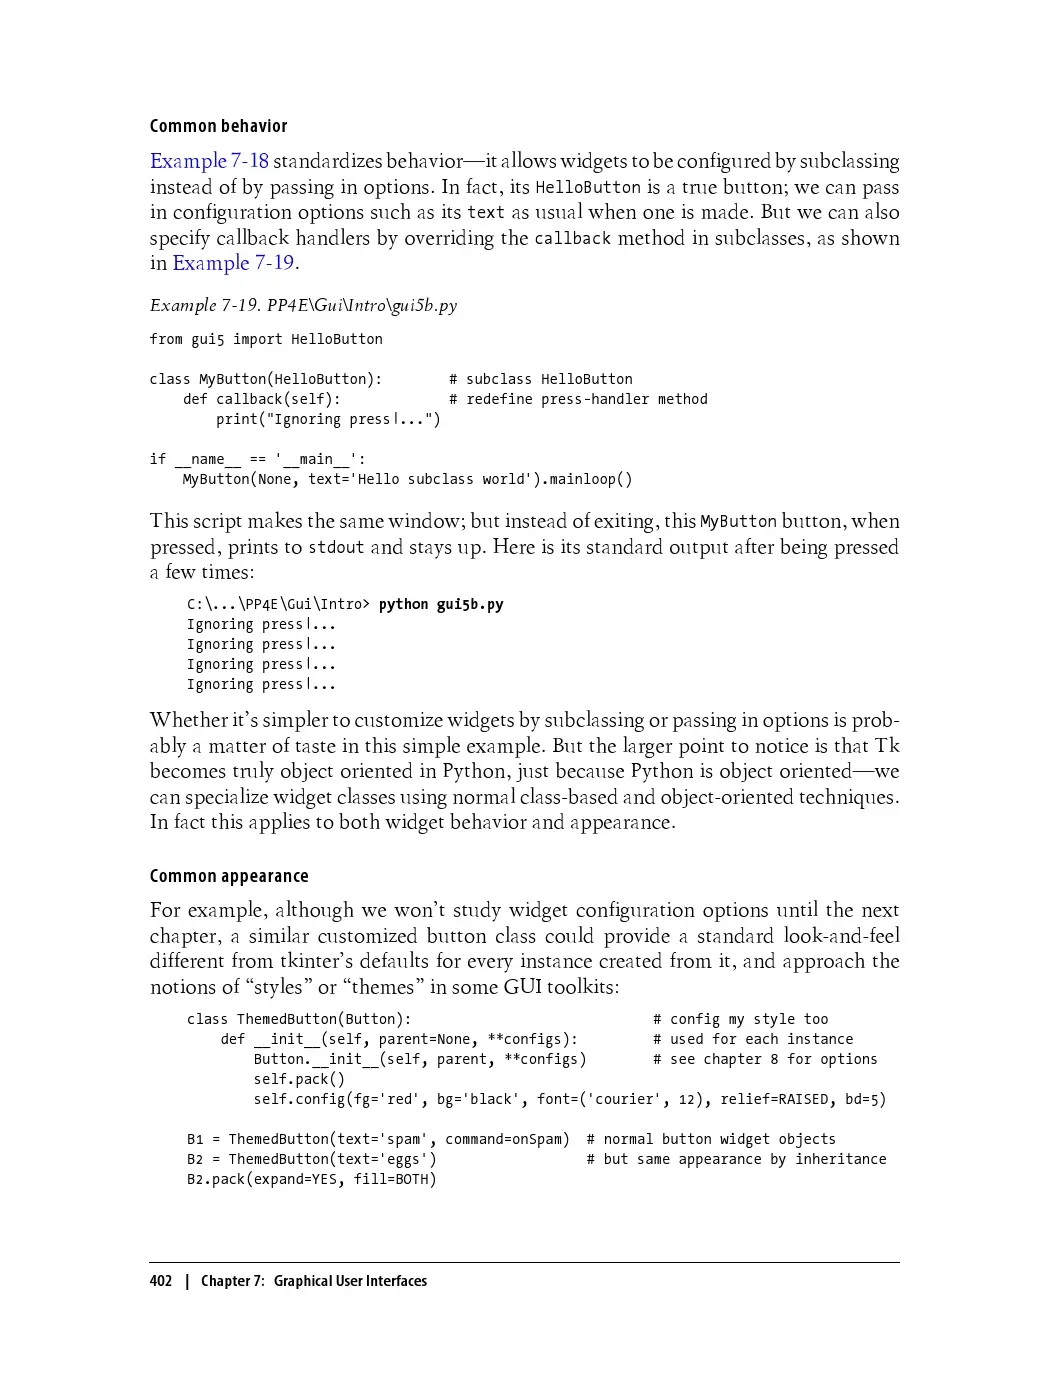 Common behavior
Example 7-18 standardizes behavior—it allows widgets to be configured by subclassing
instead of by passing in options. In fact, its HelloButton is a true button; we can pass
in configuration options such as its text as usual when one is made. But we can also
specify callback handlers by overriding the callback method in subclasses, as shown
in Example 7-19.
Example 7-19. PP4E\Gui\Intro\gui5b.py
from gui5 import HelloButton
class MyButton(HelloButton):        # subclass HelloButton
    def callback(self):             # redefine press-handler method
        print("Ignoring press!...")
if __name__ == '__main__':
    MyButton(None, text='Hello subclass world').mainloop()
This script makes the same window; but instead of exiting, this MyButton button, when
pressed, prints to stdout and stays up. Here is its standard output after being pressed
a few times:
C:\...\PP4E\Gui\Intro> python gui5b.py
Ignoring press!...
Ignoring press!...
Ignoring press!...
Ignoring press!...
Whether it’s simpler to customize widgets by subclassing or passing in options is prob-
ably a matter of taste in this simple example. But the larger point to notice is that Tk
becomes truly object oriented in Python, just because Python is object oriented—we
can specialize widget classes using normal class-based and object-oriented techniques.
In fact this applies to both widget behavior and appearance.
Common appearance
For example, although we won’t study widget configuration options until the next
chapter, a similar customized button class could provide a standard look-and-feel
different from tkinter’s defaults for every instance created from it, and approach the
notions of “styles” or “themes” in some GUI toolkits:
class ThemedButton(Button):                             # config my style too
    def __init__(self, parent=None, **configs):         # used for each instance
        Button.__init__(self, parent, **configs)        # see chapter 8 for options
        self.pack()
        self.config(fg='red', bg='black', font=('courier', 12), relief=RAISED, bd=5)
B1 = ThemedButton(text='spam', command=onSpam)  # normal button widget objects
B2 = ThemedButton(text='eggs')                  # but same appearance by inheritance
B2.pack(expand=YES, fill=BOTH)
402 | Chapter 7: Graphical User Interfaces